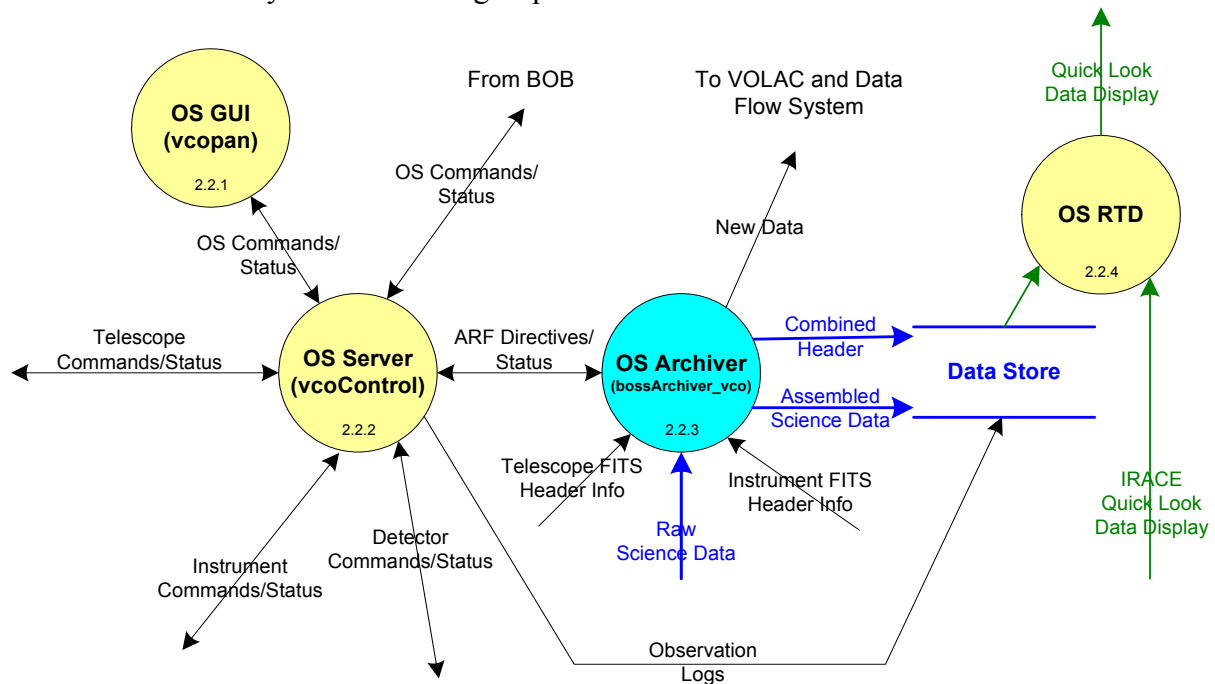 OS GUI
(vcopan)
2.2.1
From BOB
To VOLAC and Data
Flow System
Quick Look
Data Display
OS RTD
2.2.4
OS Commands/
Status
OS Commands/
Status
New Data
Telescope
Commands/Status
OS Server
(vcoControl)
2.2.2
ARF Directives/
Status
OS Archiver
(bossArchiver_vco)
2.2.3
Combined
Header
Data Store
Assembled
Science Data
Telescope FITS
Header Info
Instrument FITS
Header Info
Raw
Science Data
IRACE
Quick Look
Data Display
Instrument
Commands/Status
Detector
Commands/Status
Observation
Logs